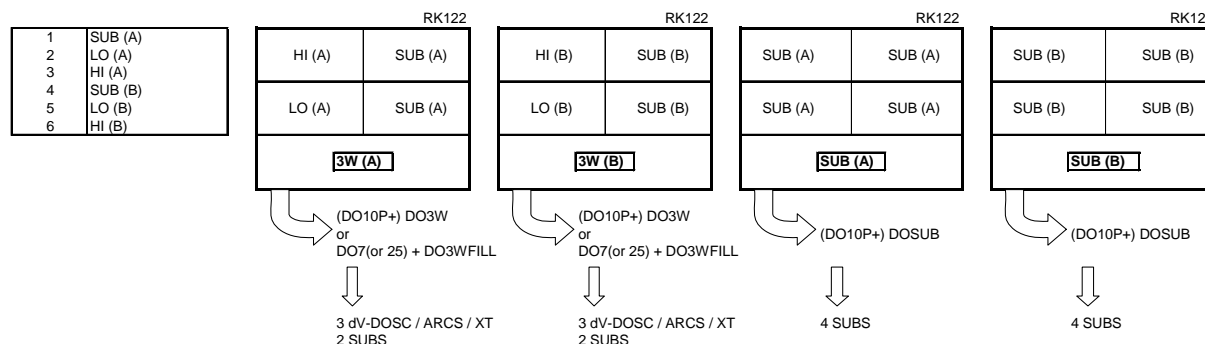 RK122 RK122 RK122 RK12
1 SUB (A)
2 LO (A)
3 HI (A)
4 SUB (B)
5 LO (B)
6 HI (B)
HI (A) SUB (A) HI (B) SUB (B) SUB (A) SUB (A) SUB (B) SUB (B)
LO (A) SUB (A) LO (B) SUB (B) SUB (A) SUB (A) SUB (B) SUB (B)
3W (A) 3W (B) SUB (A) SUB (B)
(DO10P+) DO3W
or
DO7(or 25) + DO3WFILL
(DO10P+) DO3W
or
DO7(or 25) + DO3WFILL
(DO10P+) DOSUB
(DO10P+) DOSUB
3 dV-DOSC / ARCS / XT
2 SUBS
3 dV-DOSC / ARCS / XT
2 SUBS
4 SUBS
4 SUBS